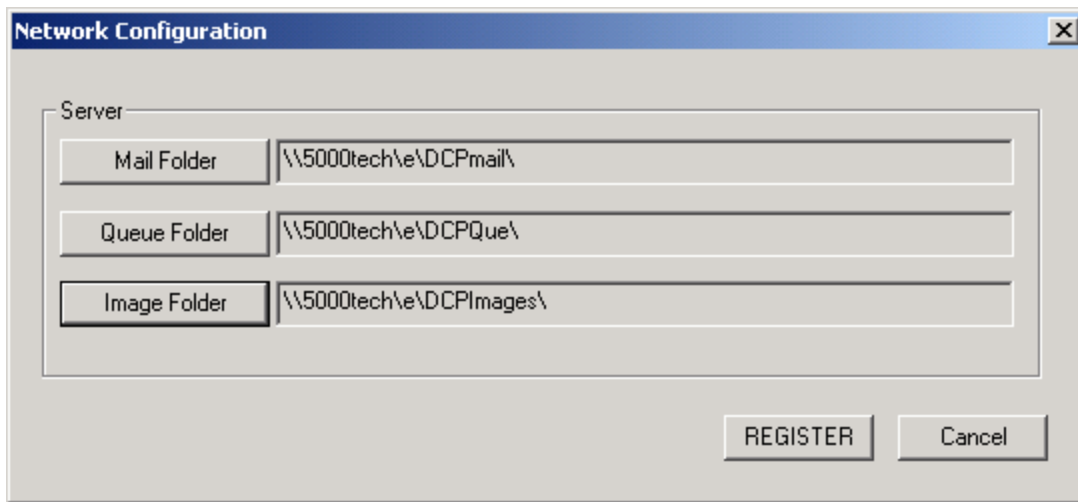 Network Configuration
Server
Mail Folder \\5000tech\e\DCPmail\
Queue Folder \\5000tech\e\DCPQue\
Image Folder \\5000tech\e\DCPImages\
REGISTER Cancel